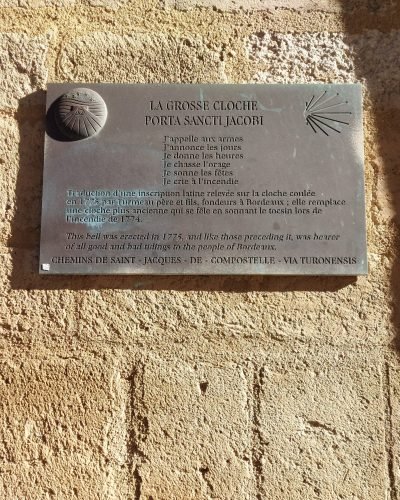 LA GROSSE CLOCHE
PORTA SANCTI JACOBI
J'appelle aux armes
J'annonce les jours
Je donne les heures
Je chasse l'orage
Je sonne les fêtes
Je crie à l'incendie
Traduction d'une inscription latine relevée sur la cloche coulée
en 1775 par Turmeau père et fils, fondeurs à Bordeaux ; elle remplace
une cloche plus ancienne qui se fêle en sonnant le tocsin lors de
l'incendie de 1774.
This bell was erected in 1775, and like those preceding it, was bearer
of all good and bad tidings to the people of Bordeaux.
CHEMINS DE SAINT - JACQUES - DE - COMPOSTELLE - VIA TURONENSIS